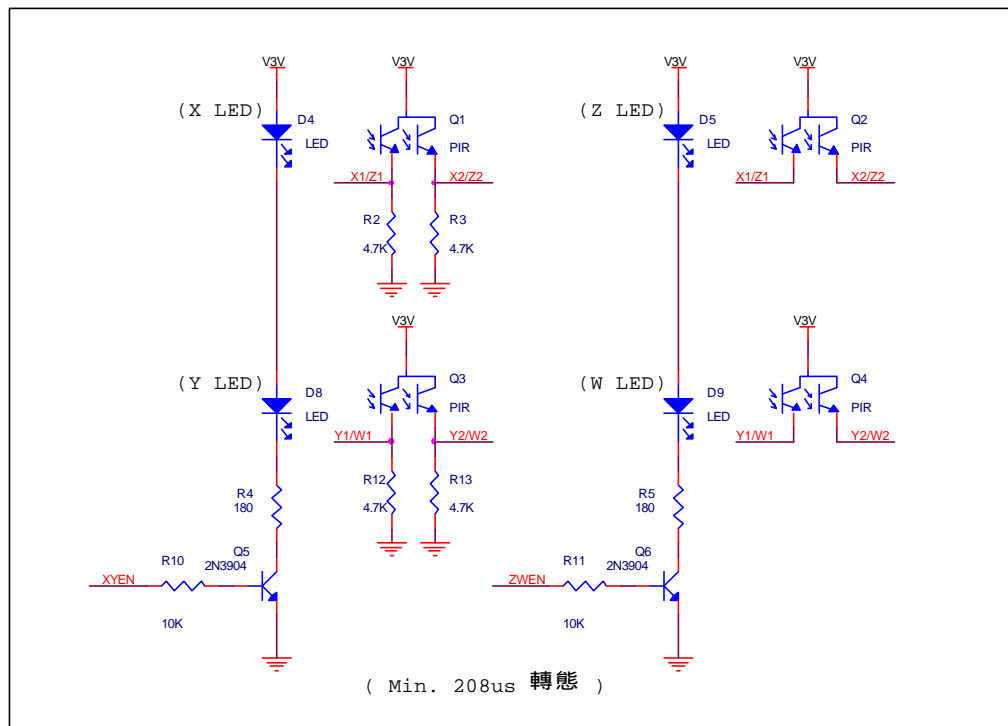 V3V
V3V
V3V
V3V
(X LED)
D4
LED
Q1
PIR
(Z LED)
D5
LED
Q2
PIR
X1/Z1
X2/Z2
X1/Z1
X2/Z2
R2
4.7K
R3
4.7K
V3V
V3V
(Y LED)
D8
LED
Q3
PIR
(W LED)
D9
LED
Q4
PIR
Y1/W1
Y2/W2
Y1/W1
Y2/W2
R4
180
R12
4.7K
R13
4.7K
R5
180
XYEN
R10
10K
Q5
2N3904
ZWEN
R11
10K
Q6
2N3904
( Min. 208us 轉態 )